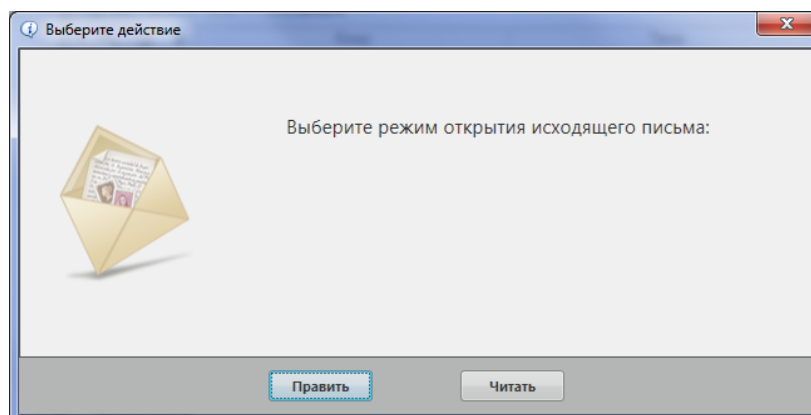 Выберите действие
Выберите режим открытия исходящего письма:
Править
Читать